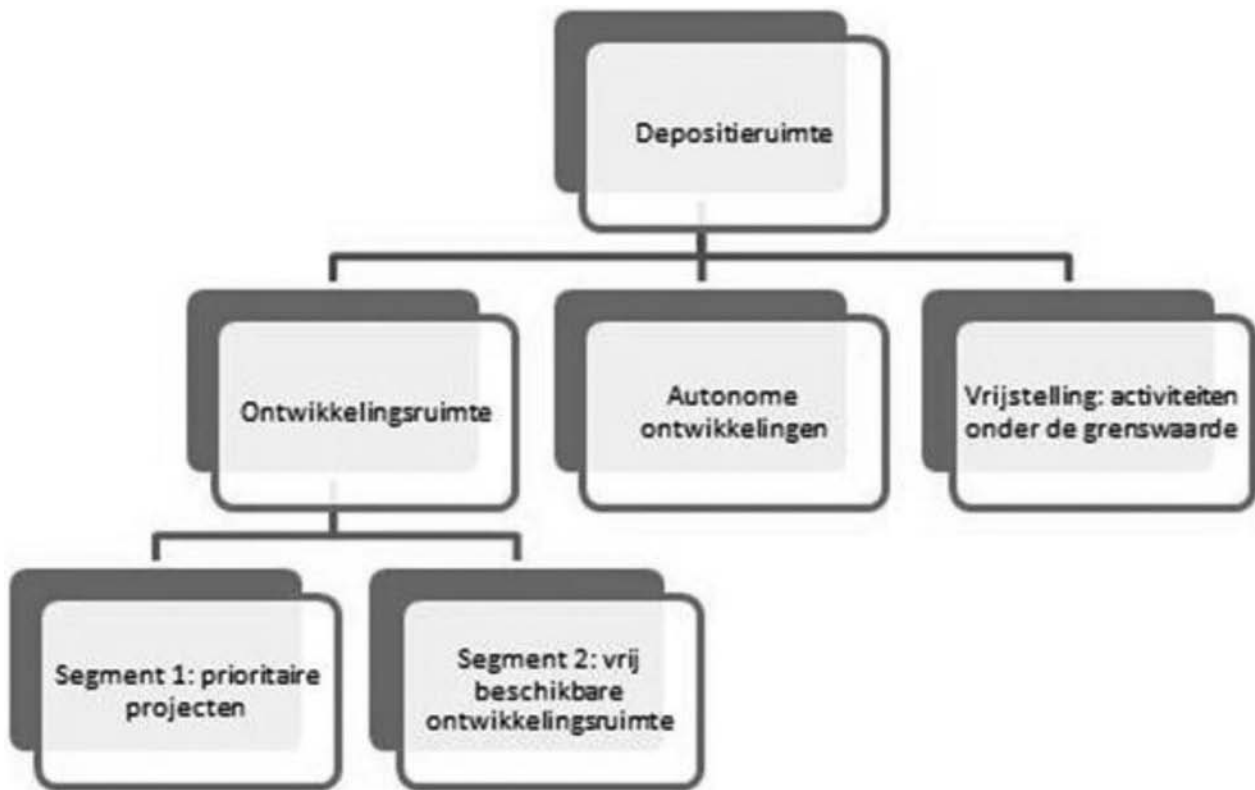 Depositieruimte
Ontwikkelingsruimte
Autonome
ontwikkelingen
Vrijstelling: activiteiten
onder de grenswaarde
Segment 1: prioritaire
projecten
Segment 2: vrij
beschikbare
ontwikkelingsruimte